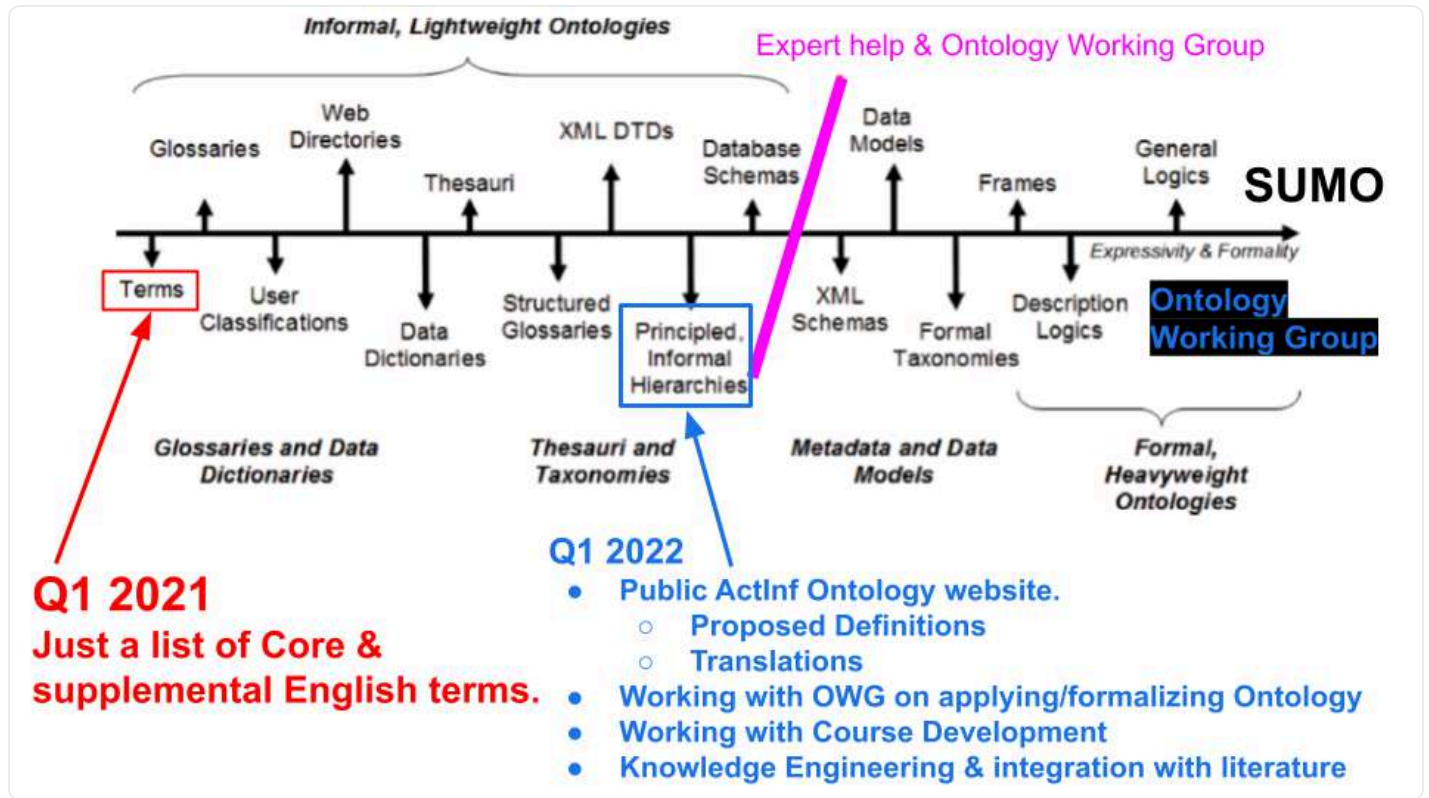 Informal, Lightweight Ontologies
Expert help & Ontology Working Group
Glossaries
Web
Directories
Thesauri
XML DTDs
Database
Schemas
Data
Models
Frames
General
Logics
SUMO
Expressivity & Formality
Terms
User
Classifications
Data
Dictionaries
Structured
Glossaries
Principled,
Informal
Hierarchies
XML
Schemas
Formal
Taxonomies
Description
Logics
Ontology
Working Group
Glossaries and Data
Dictionaries
Thesauri and
Taxonomies
Metadata and Data
Models
Formal,
Heavyweight
Ontologies
Q1 2021
Just a list of Core &
supplemental English terms.
Q1 2022
● Public ActInf Ontology website.
○ Proposed Definitions
○ Translations
● Working with OWG on applying/formalizing Ontology
● Working with Course Development
● Knowledge Engineering & integration with literature